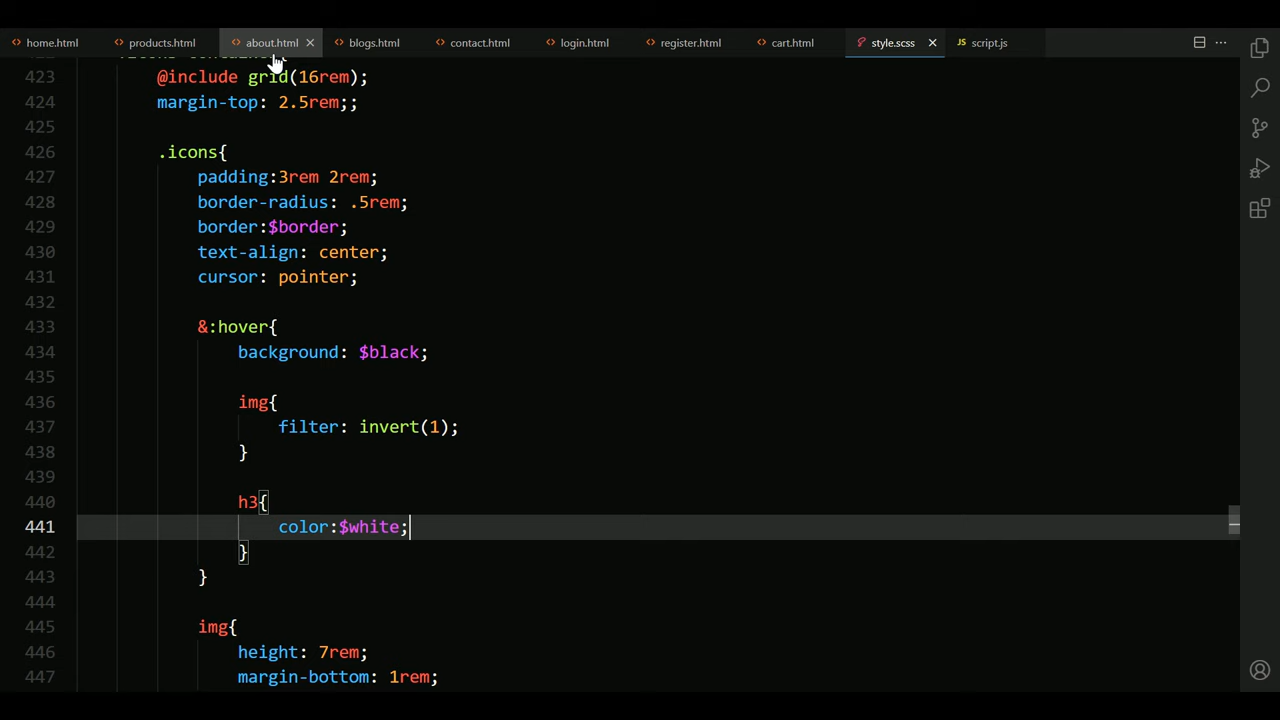 home.html products.html about.html blogs.html contact.html login.html register.html cart.html style.scss JS script.js
423 @include grid(16rem);
424 margin-top: 2.5rem;;
425
426 .icons{
427 padding:3rem 2rem;
428 border-radius: .5rem;
429 border:$border;
430 text-align: center;
431 cursor: pointer;
432
433 &:hover{
434 background: $black;
435
436 img{
437 filter: invert(1);
438 }
439
440 h3{
441 color:$white;
442 }
443 }
444
445 img{
446 height: 7rem;
447 margin-bottom: 1rem;